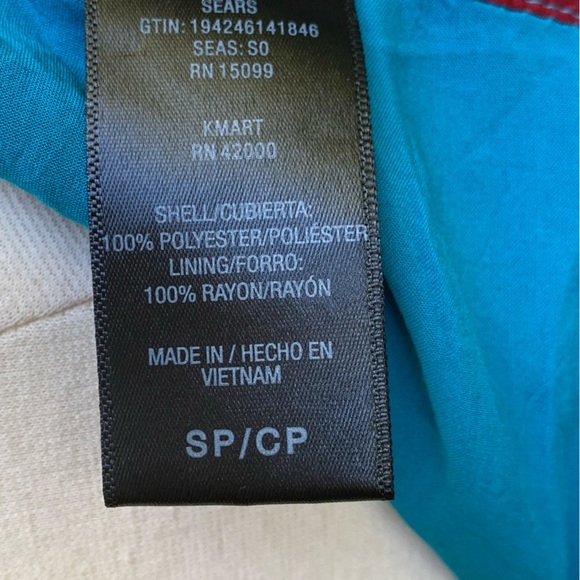 SEARS
GTIN: 194246141846
SEAS: S0
RN 15099
KMART
RN 42000
SHELL/CUBIERTA:
100% POLYESTER/POLIÉSTER
LINING/FORRO:
100% RAYON/RAYÓN
MADE IN / HECHO EN
VIETNAM
SP/CP